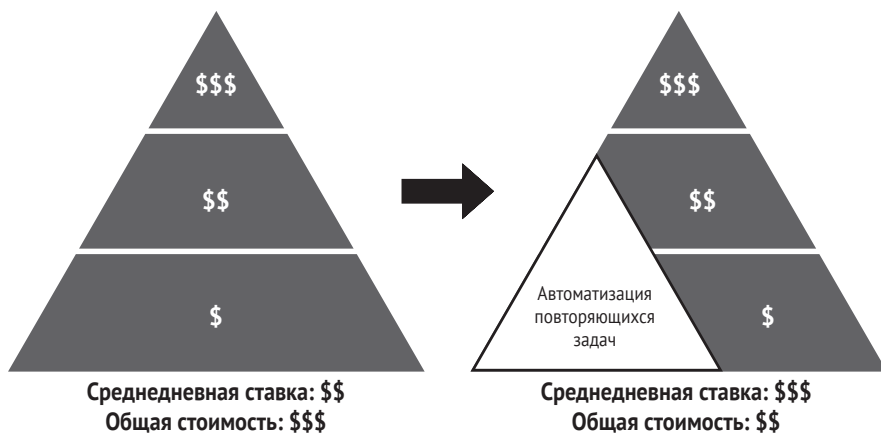 $$$
$$
$
Среднедневная ставка: $$
Общая стоимость: $$$
$$$
$$
Автоматизация
повторяющихся
задач
$
Среднедневная ставка: $$$
Общая стоимость: $$